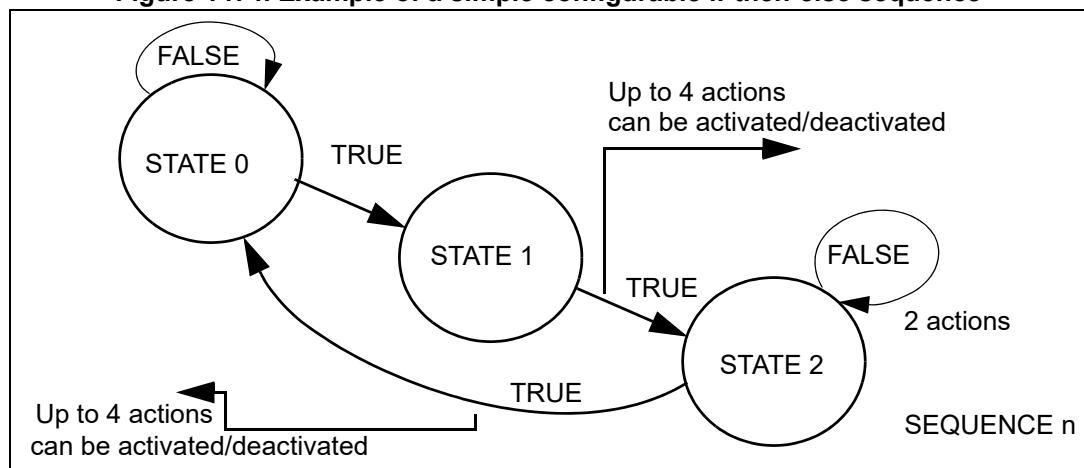 FALSE
STATE 0
TRUE
Up to 4 actions
can be activated/deactivated
STATE 1
TRUE
FALSE
2 actions
STATE 2
TRUE
Up to 4 actions
can be activated/deactivated
SEQUENCE n